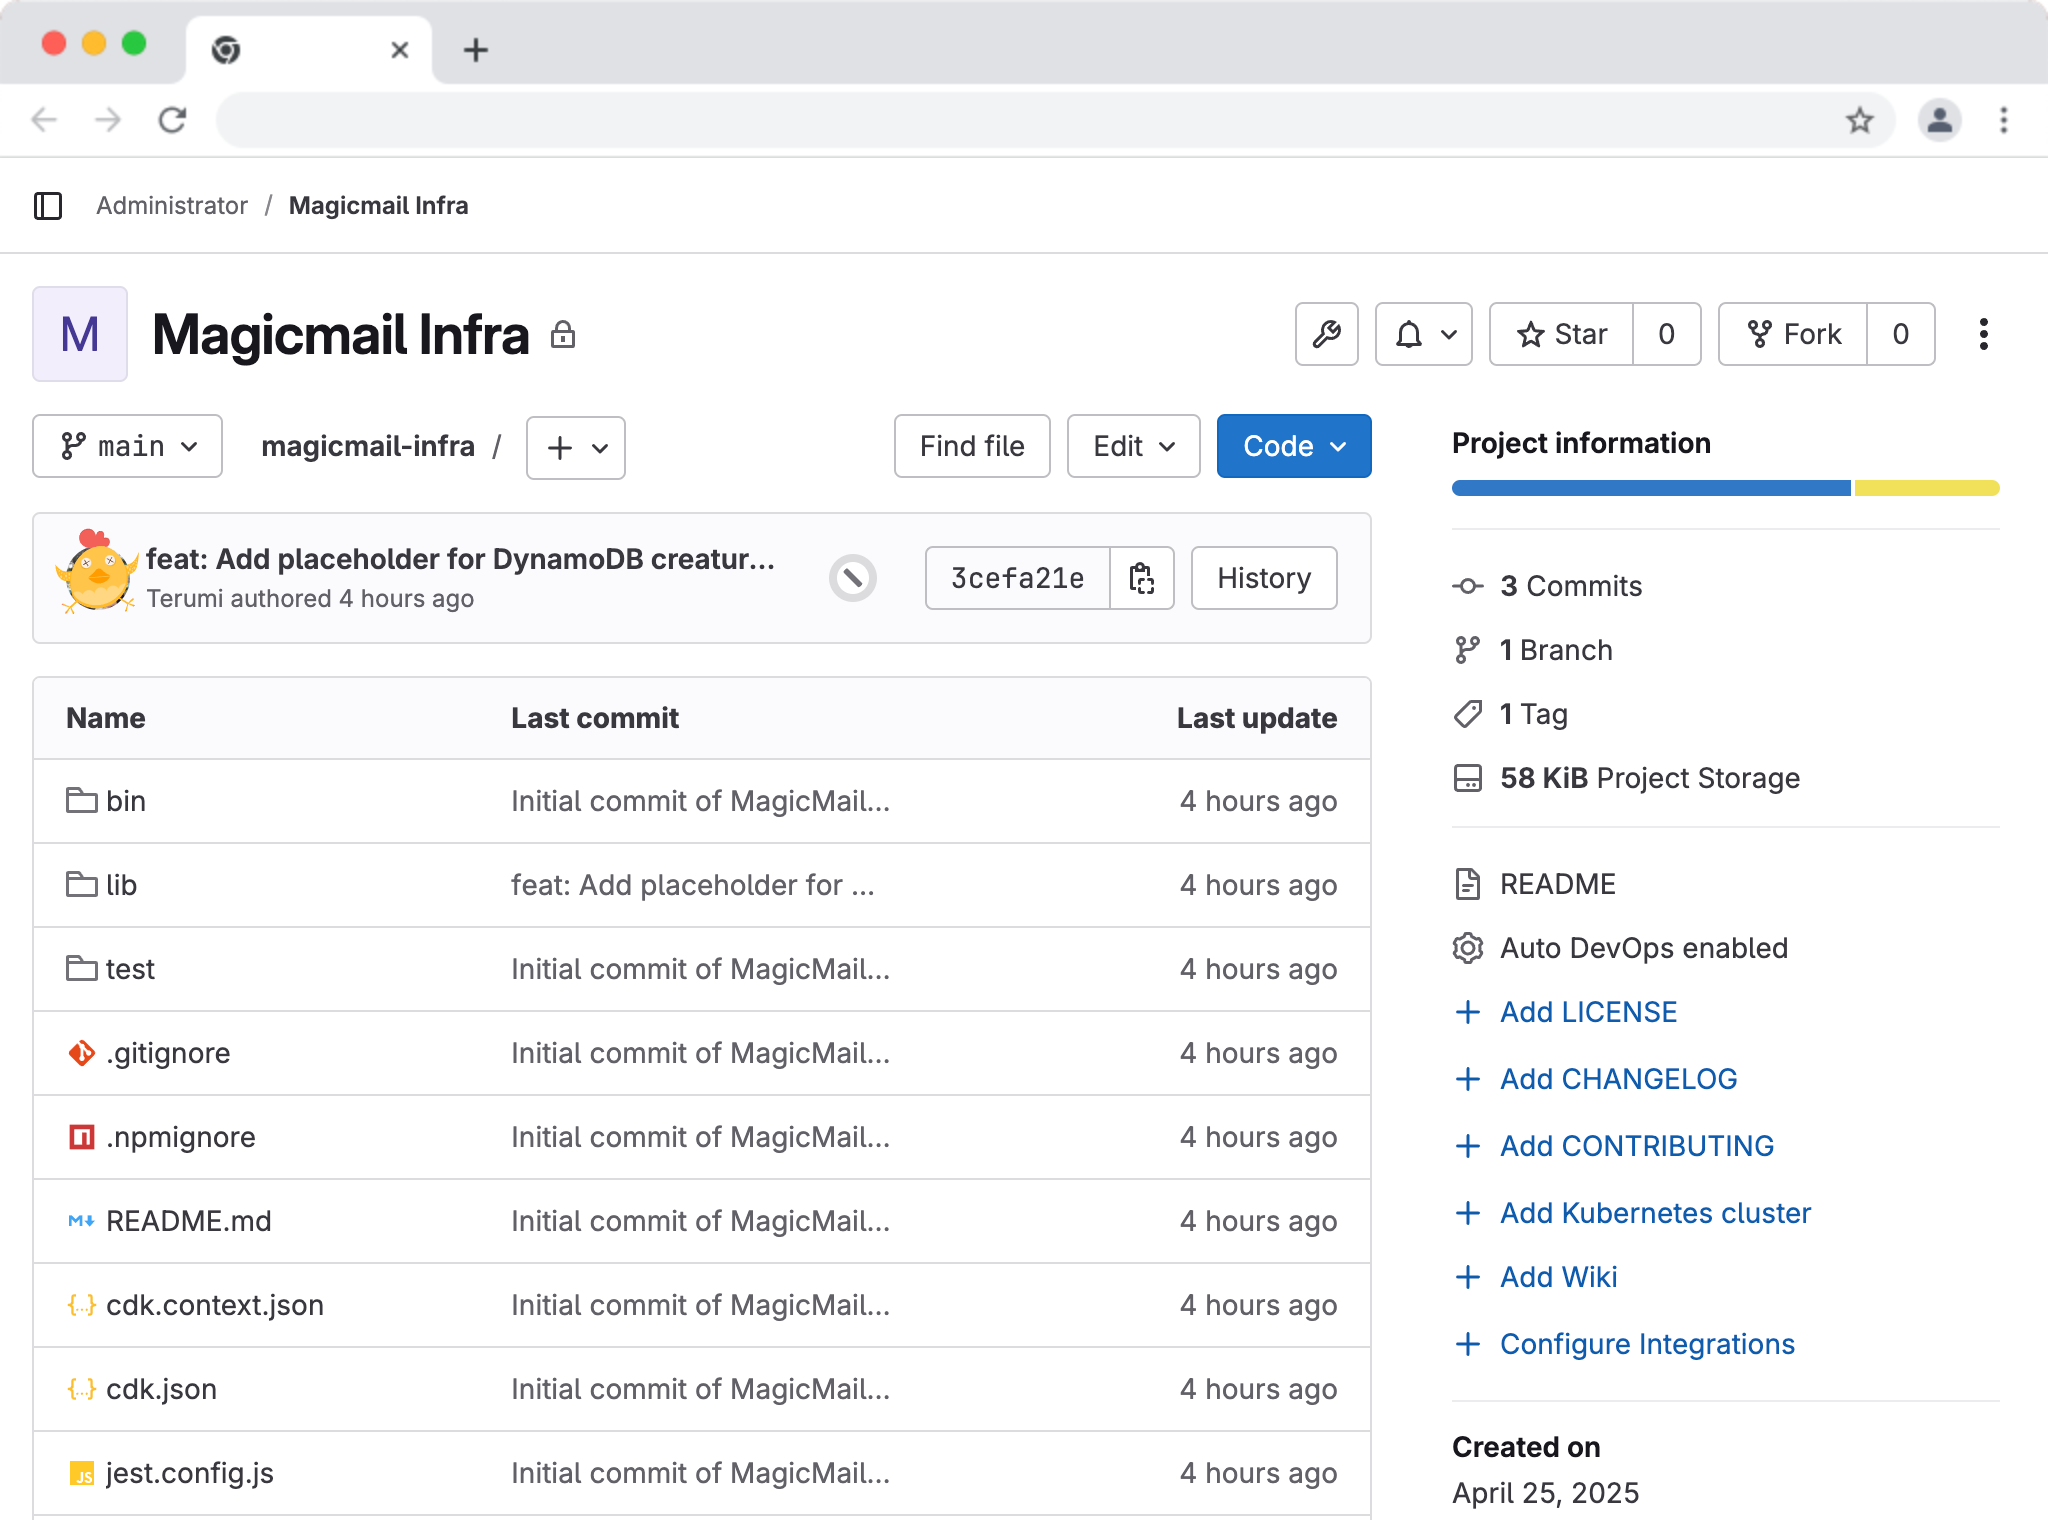 Administrator / Magicmail Infra
M Magicmail Infra
Star 0 Fork 0
main magicmail-infra / Find file Edit Code
feat: Add placeholder for DynamoDB creatur...
Terumi authored 4 hours ago
3cefa21e History
Name Last commit Last update
bin Initial commit of MagicMail... 4 hours ago
lib feat: Add placeholder for ... 4 hours ago
test Initial commit of MagicMail... 4 hours ago
.gitignore Initial commit of MagicMail... 4 hours ago
.npmignore Initial commit of MagicMail... 4 hours ago
M README.md Initial commit of MagicMail... 4 hours ago
{..} cdk.context.json Initial commit of MagicMail... 4 hours ago
{..} cdk.json Initial commit of MagicMail... 4 hours ago
JS jest.config.js Initial commit of MagicMail... 4 hours ago
Project information
3 Commits
1 Branch
1 Tag
58 KiB Project Storage
README
Auto DevOps enabled
Add LICENSE
Add CHANGELOG
Add CONTRIBUTING
Add Kubernetes cluster
Add Wiki
Configure Integrations
Created on
April 25, 2025